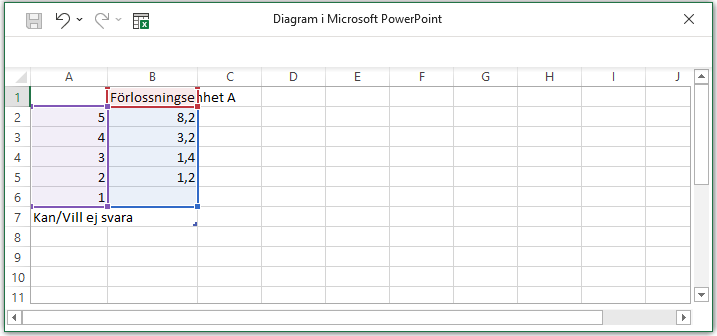 Diagram i Microsoft PowerPoint
A B C D E F G H I J
1 Förlossningsenhet A
2 5 8,2
3 4 3,2
4 3 1,4
5 2 1,2
6 1
7 Kan/Vill ej svara
8
9
10
11